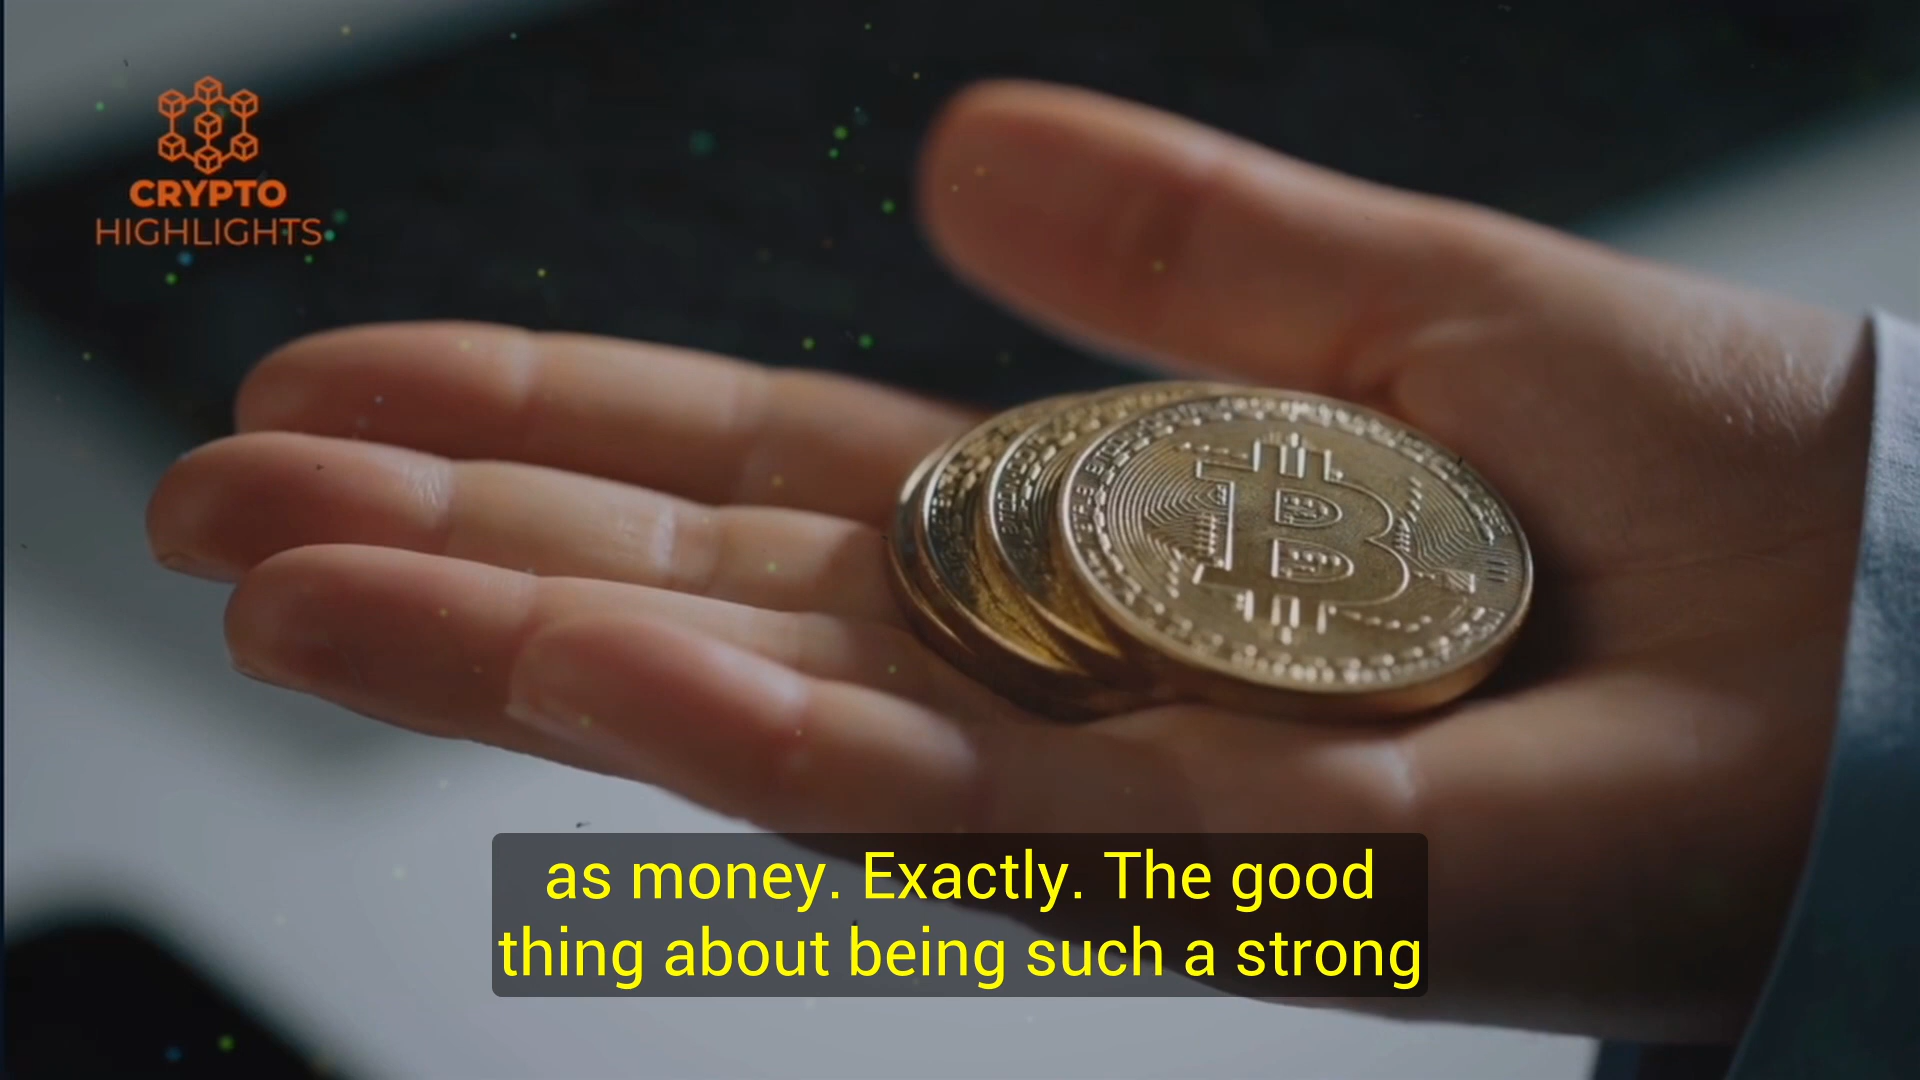 CRYPTO
HIGHLIGHTS
as money. Exactly. The good
thing about being such a strong